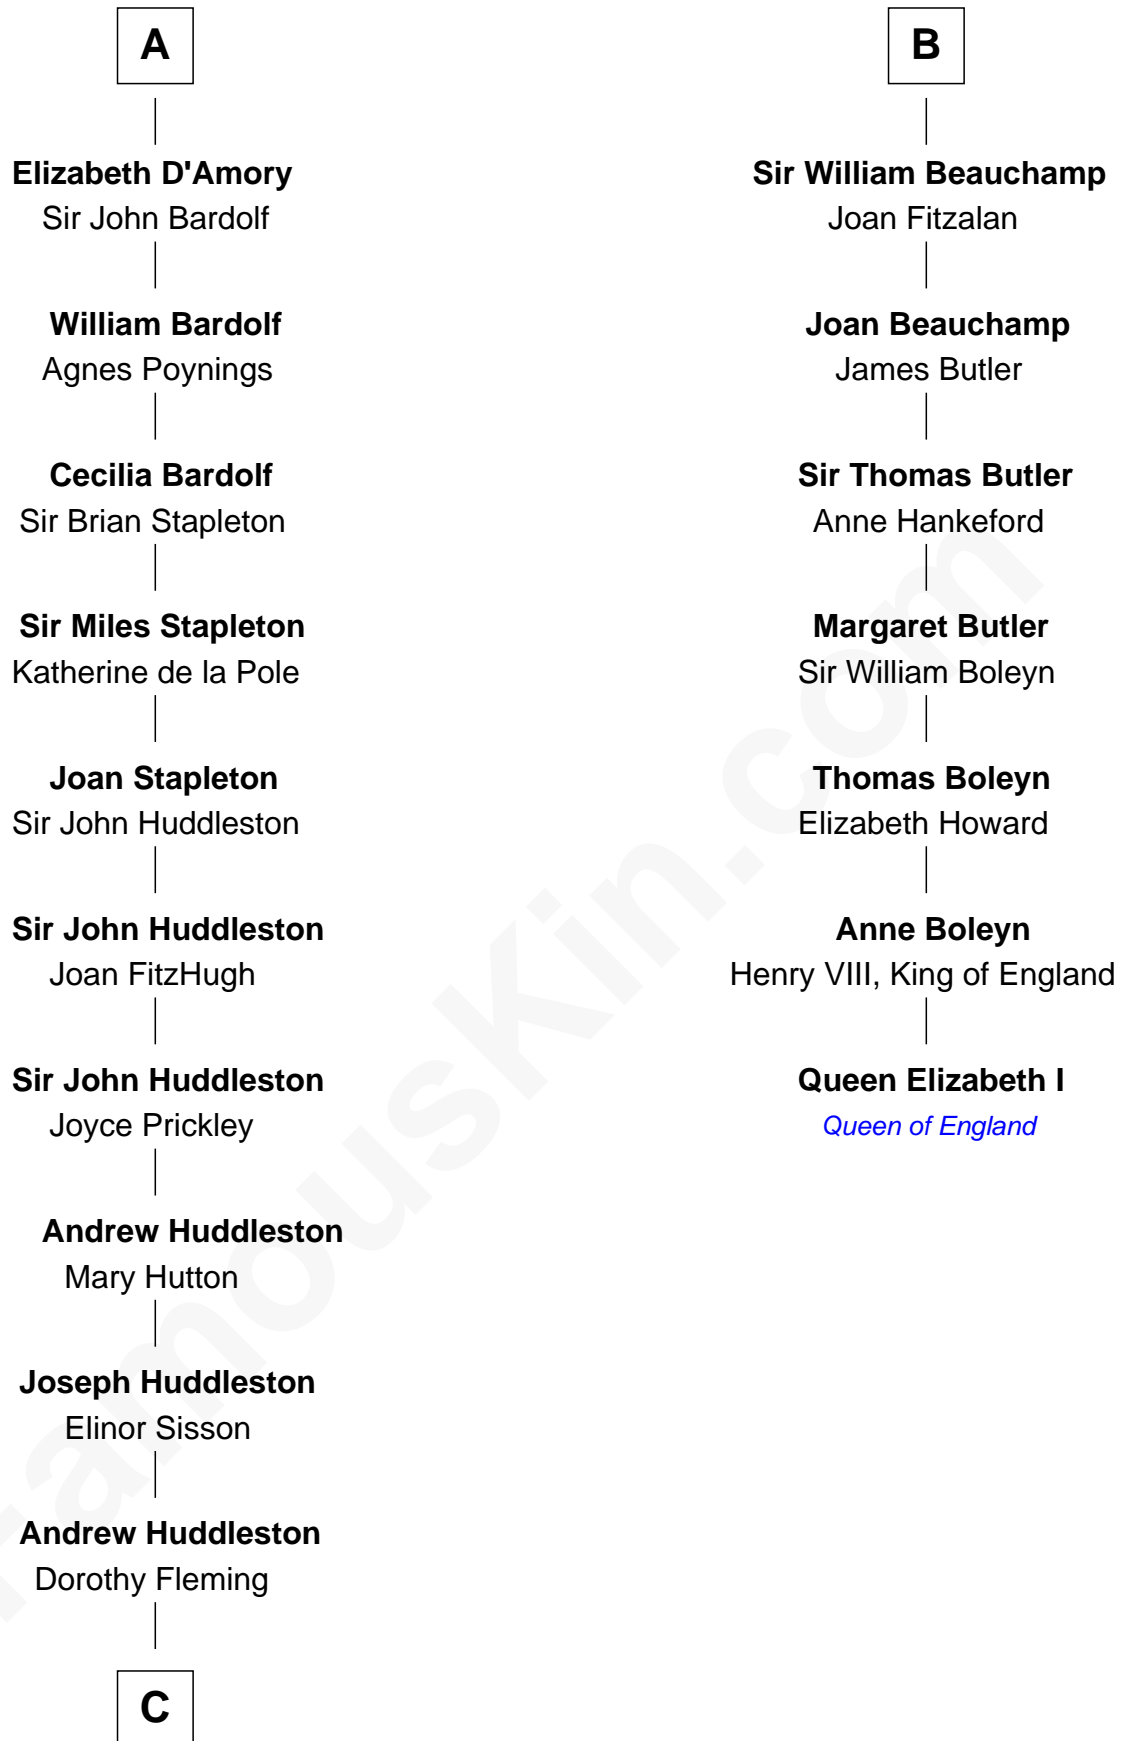 A
Elizabeth D'Amory
Sir John Bardolf
William Bardolf
Agnes Poynings
Cecilia Bardolf
Sir Brian Stapleton
Sir Miles Stapleton
Katherine de la Pole
Joan Stapleton
Sir John Huddleston
Sir John Huddleston
Joan FitzHugh
Sir John Huddleston
Joyce Prickley
Andrew Huddleston
Mary Hutton
Joseph Huddleston
Elinor Sisson
Andrew Huddleston
Dorothy Fleming
C
B
Sir William Beauchamp
Joan Fitzalan
Joan Beauchamp
James Butler
Sir Thomas Butler
Anne Hankeford
Margaret Butler
Sir William Boleyn
Thomas Boleyn
Elizabeth Howard
Anne Boleyn
Henry VIII, King of England
Queen Elizabeth I
Queen of England
FamousKin.com